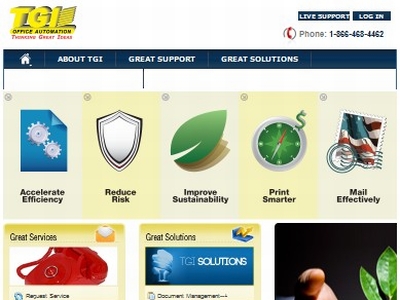 TGI
OFFICE AUTOMATION
THINKING GREAT IDEAS
LIVE SUPPORT LOG IN
Phone: 1-866-468-4462
ABOUT TGI GREAT SUPPORT GREAT SOLUTIONS
Accelerate Efficiency
Reduce Risk
Improve Sustainability
Print Smarter
Mail Effectively
Great Services
Request Service
Great Solutions
TGI SOLUTIONS
Document Management-->